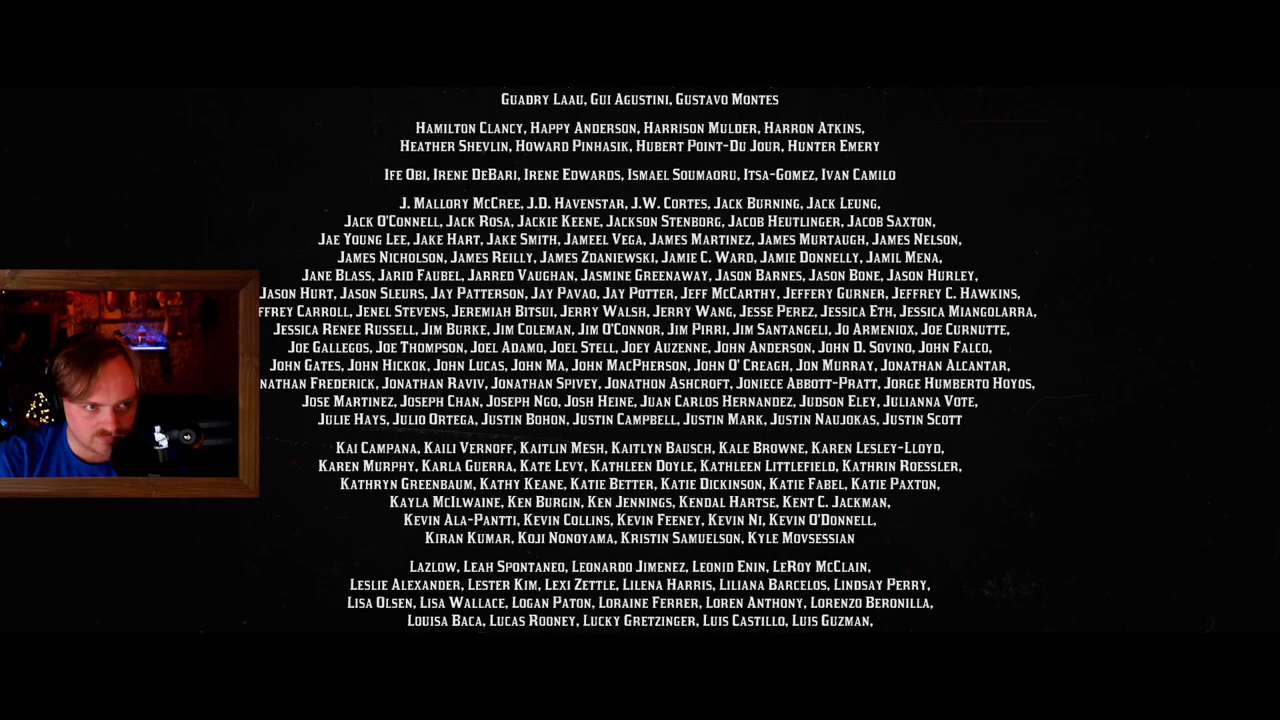 Guadry Laau, Gui Agustini, Gustavo Montes
Hamilton Clancy, Happy Anderson, Harrison Mulder, Harron Atkins,
Heather Shevlin, Howard Pinhasik, Hubert Point-Du Jour, Hunter Emery
Ife Obi, Irene DeBari, Irene Edwards, Ismael Soumaoru, Itsa-Gomez, Ivan Camilo
J. Mallory McCree, J.D. Havenstar, J.W. Cortes, Jack Burning, Jack Leung,
Jack O'Connell, Jack Rosa, Jackie Keene, Jackson Stenborg, Jacob Heutlinger, Jacob Saxton,
Jae Young Lee, Jake Hart, Jake Smith, Jameel Vega, James Martinez, James Murtaugh, James Nelson,
James Nicholson, James Reilly, James Zdaniewski, Jamie C. Ward, Jamie Donnelly, Jamil Mena,
Jane Blass, Jarid Faubel, Jarred Vaughan, Jasmine Greenaway, Jason Barnes, Jason Bone, Jason Hurley,
Jason Hurt, Jason Sleurs, Jay Patterson, Jay Pavao, Jay Potter, Jeff McCarthy, Jeffery Gurner, Jeffrey C. Hawkins,
ffrey Carroll, Jenel Stevens, Jeremiah Bitsui, Jerry Walsh, Jerry Wang, Jesse Perez, Jessica Eth, Jessica Miangolarra,
Jessica Renee Russell, Jim Burke, Jim Coleman, Jim O'Connor, Jim Pirri, Jim Santangeli, Jo Armeniox, Joe Curnutte,
Joe Gallegos, Joe Thompson, Joel Adamo, Joel Stell, Joey Auzenne, John Anderson, John D. Sovino, John Falco,
John Gates, John Hickok, John Lucas, John Ma, John MacPherson, John O' Creagh, Jon Murray, Jonathan Alcantar,
nathan Frederick, Jonathan Raviv, Jonathan Spivey, Jonathon Ashcroft, Joniece Abbott-Pratt, Jorge Humberto Hoyos,
Jose Martinez, Joseph Chan, Joseph Ngo, Josh Heine, Juan Carlos Hernandez, Judson Eley, Julianna Vote,
Julie Hays, Julio Ortega, Justin Bohon, Justin Campbell, Justin Mark, Justin Naujokas, Justin Scott
Kai Campana, Kaili Vernoff, Kaitlin Mesh, Kaitlyn Bausch, Kale Browne, Karen Lesley-Lloyd,
Karen Murphy, Karla Guerra, Kate Levy, Kathleen Doyle, Kathleen Littlefield, Kathrin Roessler,
Kathryn Greenbaum, Kathy Keane, Katie Better, Katie Dickinson, Katie Fabel, Katie Paxton,
Kayla McIlwaine, Ken Burgin, Ken Jennings, Kendal Hartse, Kent C. Jackman,
Kevin Ala-Pantti, Kevin Collins, Kevin Feeney, Kevin Ni, Kevin O'Donnell,
Kiran Kumar, Koji Nonoyama, Kristin Samuelson, Kyle Movsessian
Lazlow, Leah Spontaneo, Leonardo Jimenez, Leonid Enin, LeRoy McClain,
Leslie Alexander, Lester Kim, Lexi Zettle, Lilena Harris, Liliana Barcelos, Lindsay Perry,
Lisa Olsen, Lisa Wallace, Logan Paton, Loraine Ferrer, Loren Anthony, Lorenzo Beronilla,
Louisa Baca, Lucas Rooney, Lucky Gretzinger, Luis Castillo, Luis Guzman,